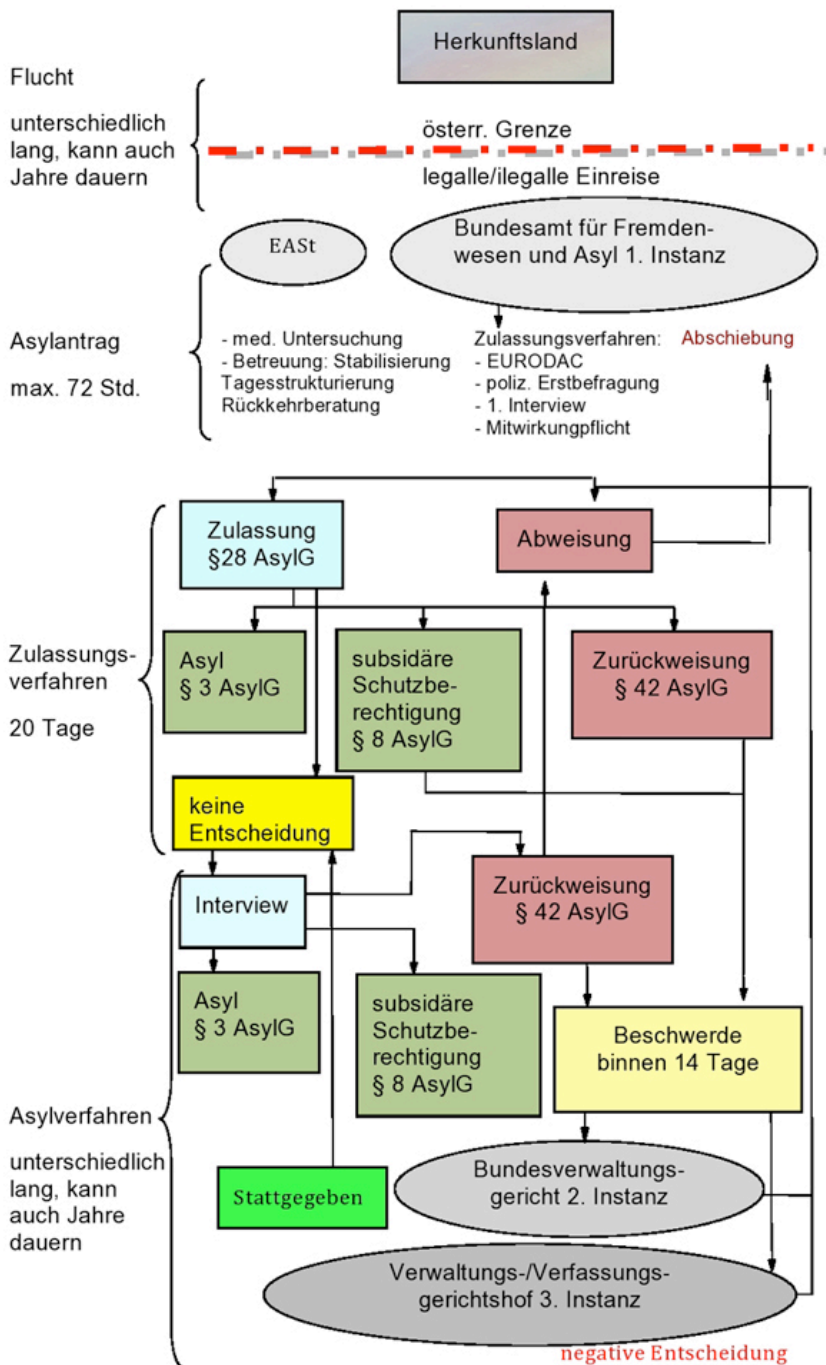 Herkunftsland
Flucht
unterschiedlich
lang, kann auch
Jahre dauern
österr. Grenze
legalle/ilegalle Einreise
EASt
Bundesamt für Fremden-
wesen und Asyl 1. Instanz
Asylantrag
max. 72 Std.
- med. Untersuchung
- Betreuung: Stabilisierung
Tagesstrukturierung
Rückkehrberatung
Zulassungsverfahren:
- EURODAC
- poliz. Erstbefragung
- 1. Interview
- Mitwirkungpflicht
Abschiebung
Zulassung
§28 AsylG
Abweisung
Zulassungs-
verfahren
20 Tage
Asyl
§ 3 AsylG
subsidäre
Schutzbe-
rechtigung
§ 8 AsylG
Zurückweisung
§ 42 AsylG
keine
Entscheidung
Interview
Zurückweisung
§ 42 AsylG
Asyl
§ 3 AsylG
subsidäre
Schutzbe-
rechtigung
§ 8 AsylG
Beschwerde
binnen 14 Tage
Asylverfahren
unterschiedlich
lang, kann
auch Jahre
dauern
Stattgegeben
Bundesverwaltungs-
gericht 2. Instanz
Verwaltungs-/Verfassungs-
gerichtshof 3. Instanz
negative Entscheidung